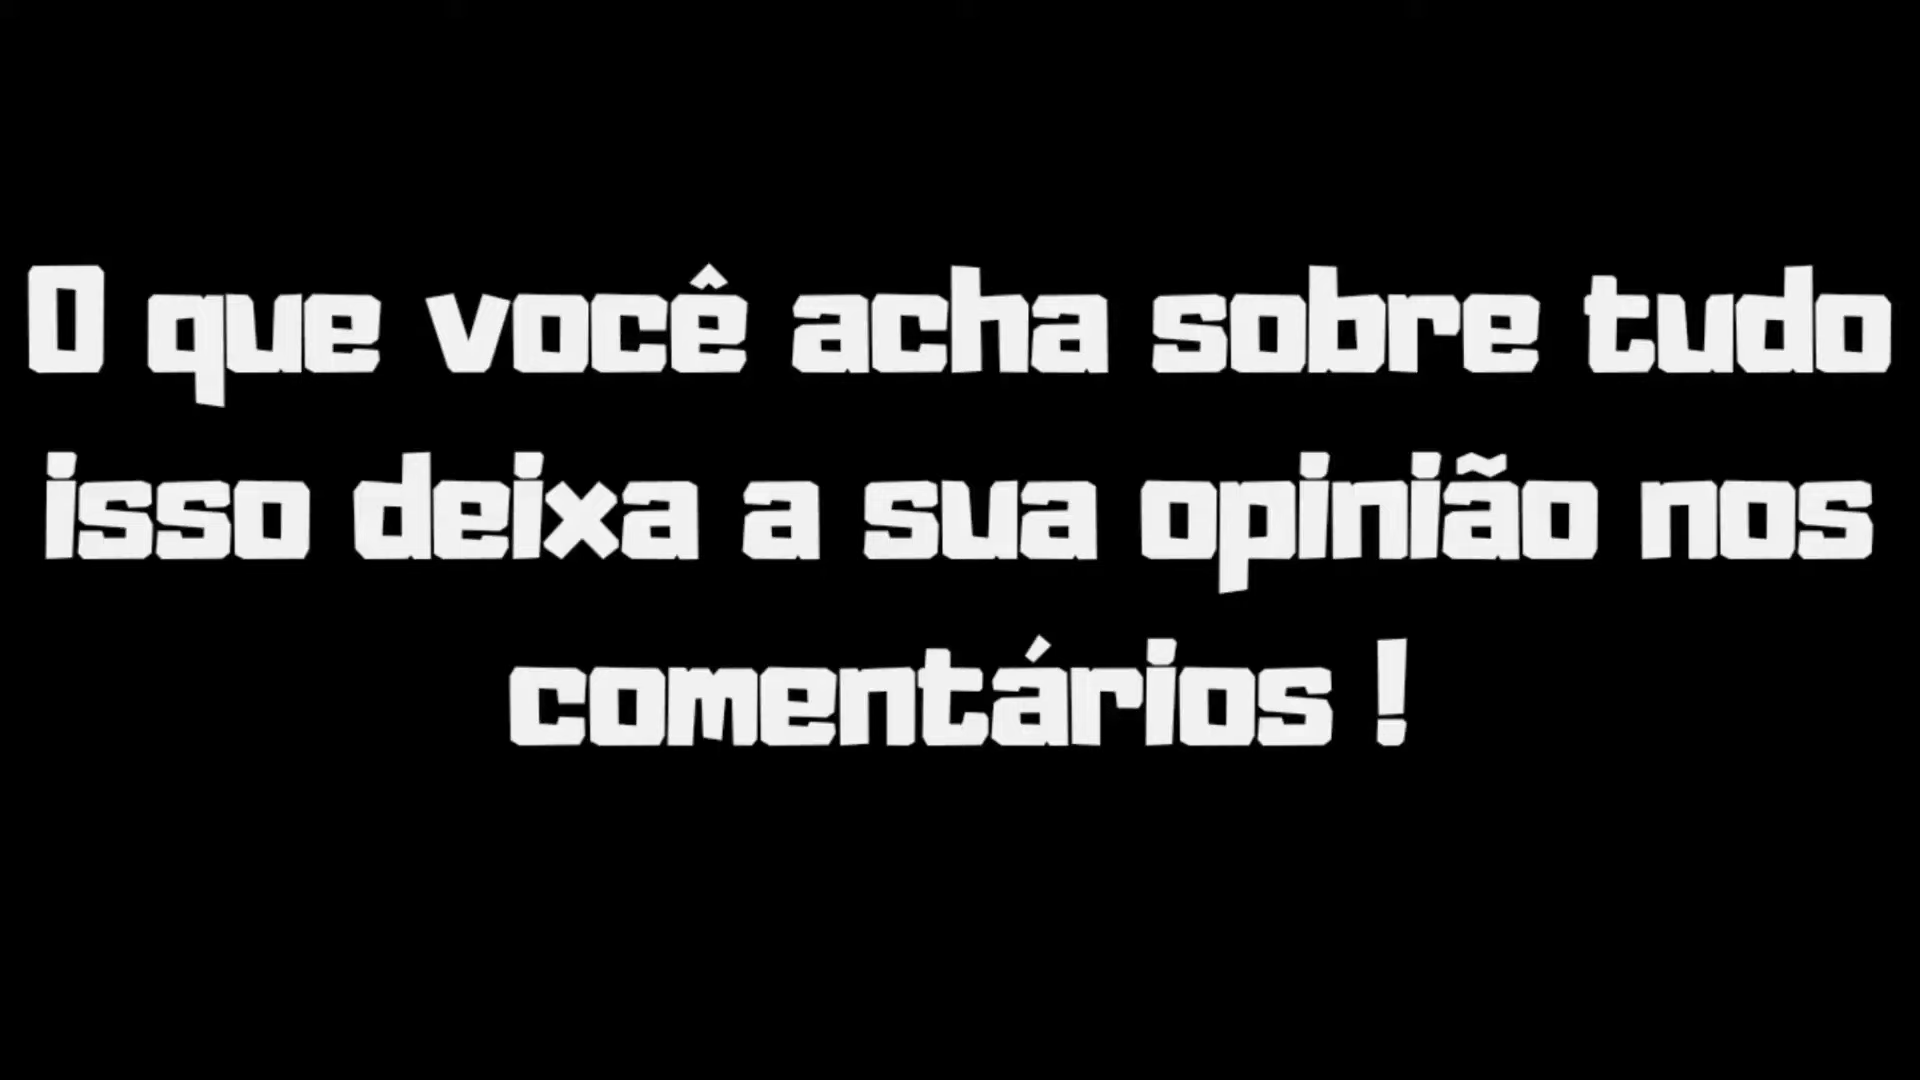 O que você acha sobre tudo
isso deixa a sua opinião nos
comentários !